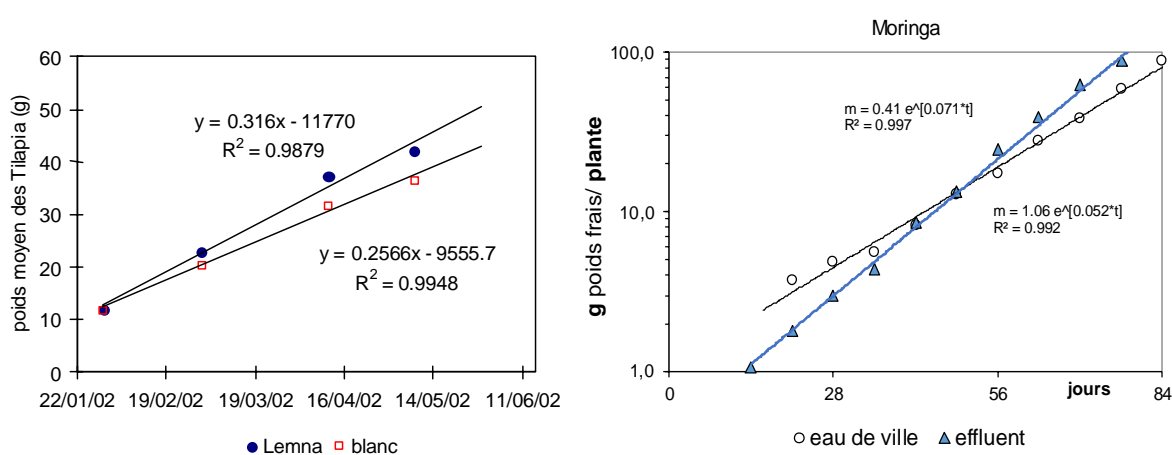 poids moyen des Tilapia (g)
60
50
40
30
20
10
0
y = 0.316x - 11770
R² = 0.9879
y = 0.2566x - 9555.7
R² = 0.9948
22/01/02 19/02/02 19/03/02 16/04/02 14/05/02 11/06/02
Lemna blanc
Moringa
g poids frais/ plante
100,0
10,0
1,0
m = 0.41 e^[0.071*t]
R² = 0.997
m = 1.06 e^[0.052*t]
R² = 0.992
0 28 56 jours 84
eau de ville effluent